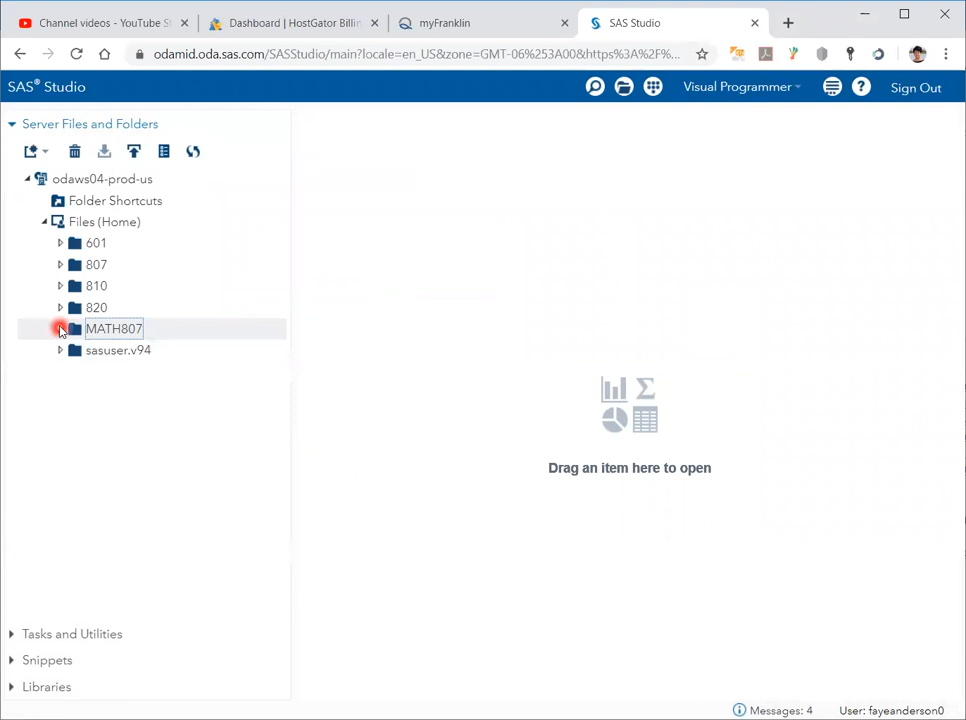 Channel videos - YouTube S
Dashboard | HostGator Billin
myFranklin
SAS Studio
odamid.oda.sas.com/SASStudio/main?locale=en_US&zone=GMT-06%253A00&https%3A%2F%...
SAS® Studio
Visual Programmer
Sign Out
Server Files and Folders
odaws04-prod-us
Folder Shortcuts
Files (Home)
601
807
810
820
MATH807
sasuser.v94
Drag an item here to open
Tasks and Utilities
Snippets
Libraries
Messages: 4
User: fayeanderson0